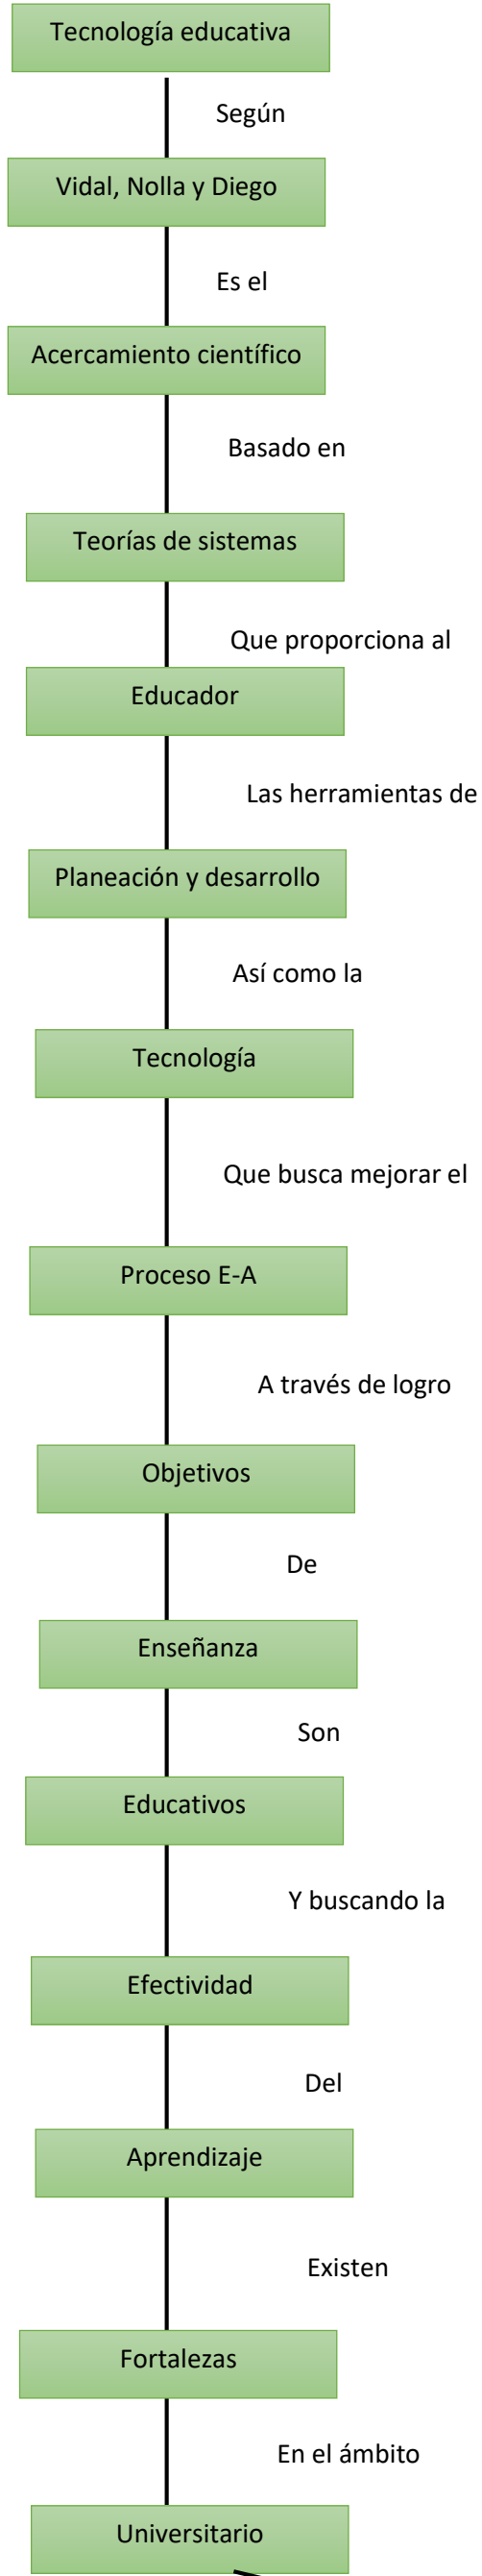 Tecnología educativa
Según
Vidal, Nolla y Diego
Es el
Acercamiento científico
Basado en
Teorías de sistemas
Que proporciona al
Educador
Las herramientas de
Planeación y desarrollo
Así como la
Tecnología
Que busca mejorar el
Proceso E-A
A través de logro
Objetivos
De
Enseñanza
Son
Educativos
Y buscando la
Efectividad
Del
Aprendizaje
Existen
Fortalezas
En el ámbito
Universitario